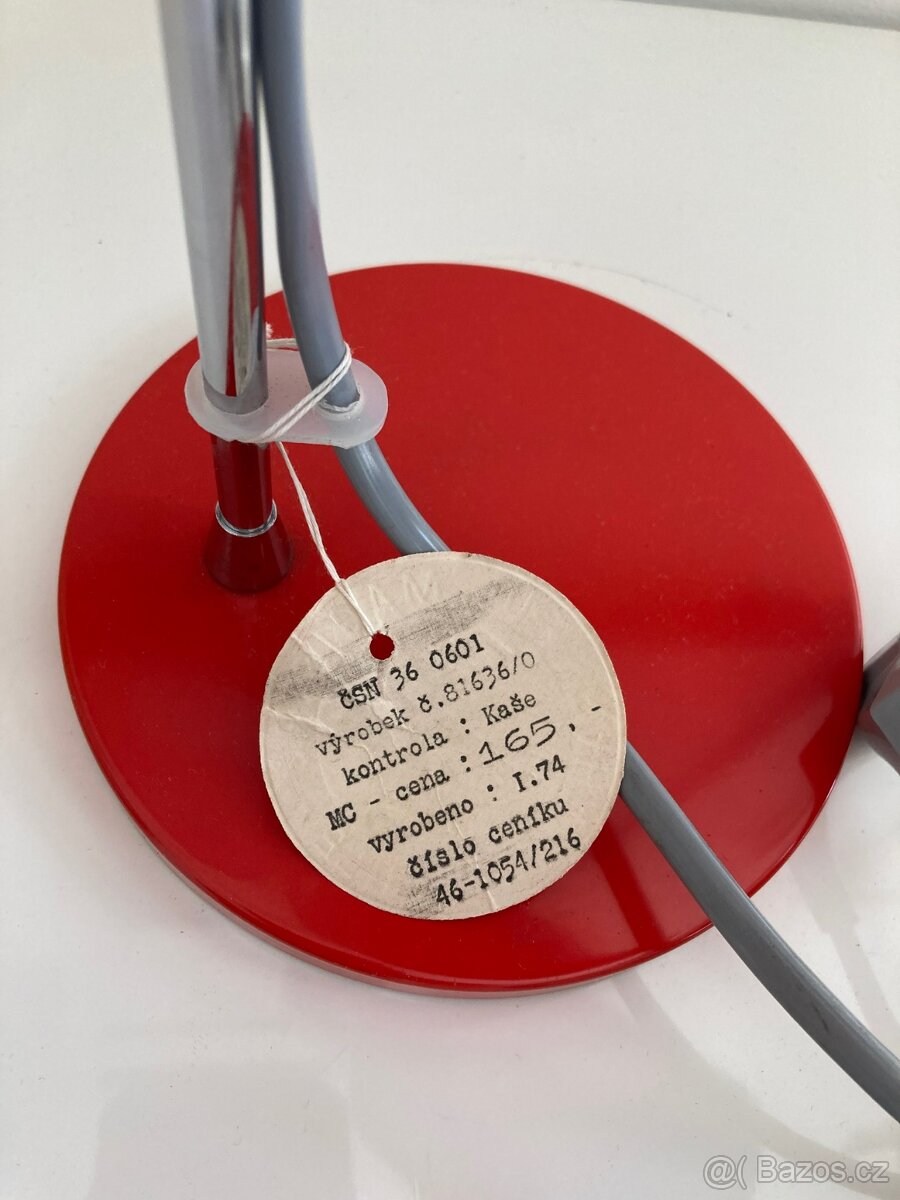 ČSN 36 0601
výrobek č.81636/0
kontrola : Kaše
MC - cena : 165,-
vyrobeno : I.74
číslo ceníku
46-1054/216
@( Bazos.cz